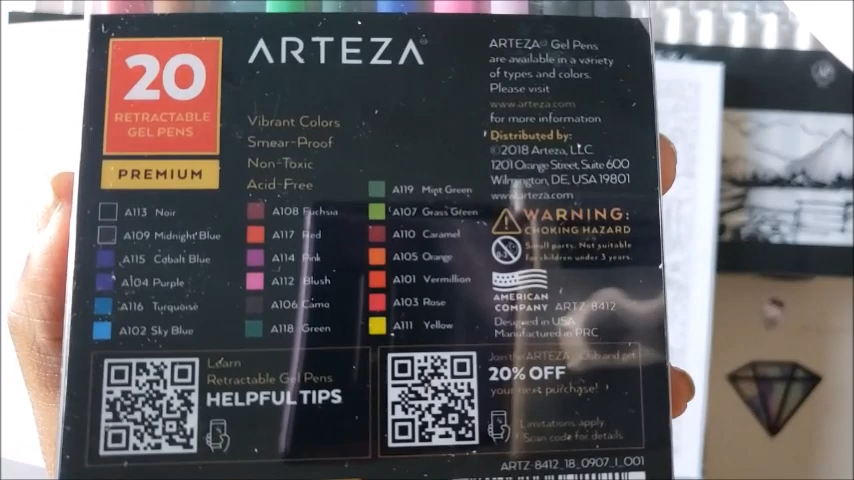 20
RETRACTABLE
GEL PENS
PREMIUM
ARTEZA
Vibrant Colors
Smear-Proof
Non-Toxic
Acid-Free
A113 Noir
A109 Midnight Blue
A115 Cobalt Blue
A104 Purple
A116 Turquoise
A102 Sky Blue
A108 Fuchsia
A117 Red
A114 Pink
A112 Blush
A106 Camo
A118 Green
A119 Mint Green
A107 Grass Green
A110 Caramel
A105 Orange
A101 Vermillion
A103 Rose
A111 Yellow
ARTEZA® Gel Pens
are available in a variety
of types and colors.
Please visit
www.arteza.com
for more information
Distributed by:
©2018 Arteza, LLC.
1201 Orange Street, Suite 600
Wilmington, DE, USA 19801
www.arteza.com
WARNING:
CHOKING HAZARD
Small parts. Not suitable
for children under 3 years.
AMERICAN
COMPANY
ARTZ-8412
Designed in USA
Manufactured in PRC
Learn
Retractable Gel Pens
HELPFUL TIPS
Join the ARTEZA Club and get
20% OFF
your next purchase!
Limitations apply.
Scan code for details.
ARTZ-8412_18_0907_I_001